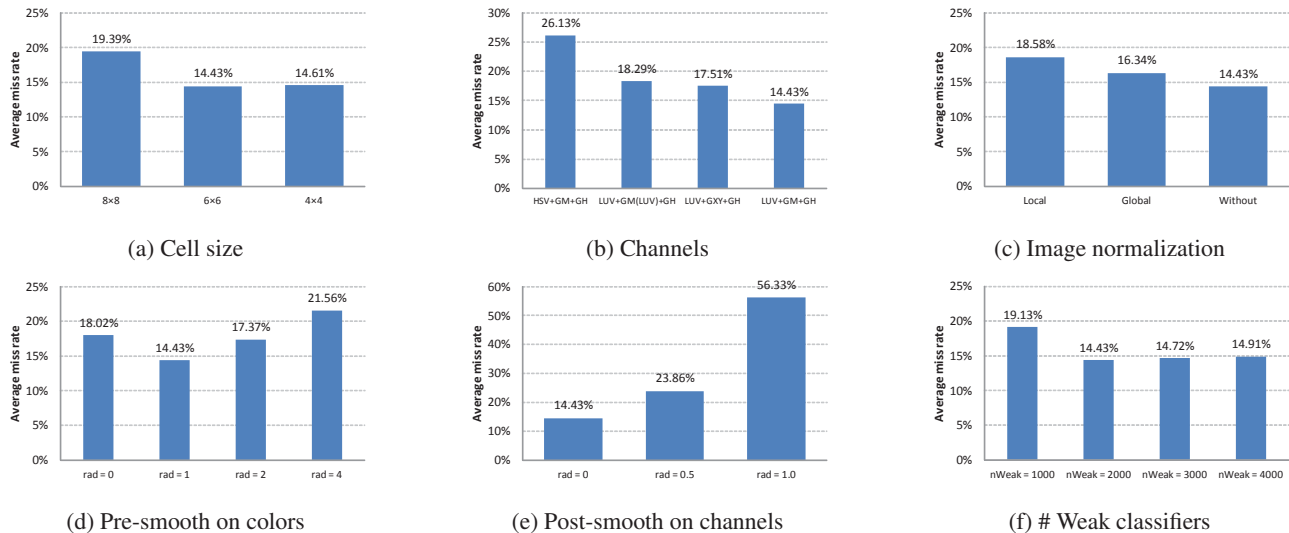 25%
20%
15%
10%
5%
0%
Average miss rate
19.39%
14.43%
14.61%
8×8
6×6
4×4
(a) Cell size
30%
25%
20%
15%
10%
5%
0%
Average miss rate
26.13%
18.29%
17.51%
14.43%
HSV+GM+GH
LUV+GM(LUV)+GH
LUV+GXY+GH
LUV+GM+GH
(b) Channels
25%
20%
15%
10%
5%
0%
Average miss rate
18.58%
16.34%
14.43%
Local
Global
Without
(c) Image normalization
25%
20%
15%
10%
5%
0%
Average miss rate
18.02%
14.43%
17.37%
21.56%
rad = 0
rad = 1
rad = 2
rad = 4
(d) Pre-smooth on colors
60%
50%
40%
30%
20%
10%
0%
Average miss rate
14.43%
23.86%
56.33%
rad = 0
rad = 0.5
rad = 1.0
(e) Post-smooth on channels
25%
20%
15%
10%
5%
0%
Average miss rate
19.13%
14.43%
14.72%
14.91%
nWeak = 1000
nWeak = 2000
nWeak = 3000
nWeak = 4000
(f) # Weak classifiers